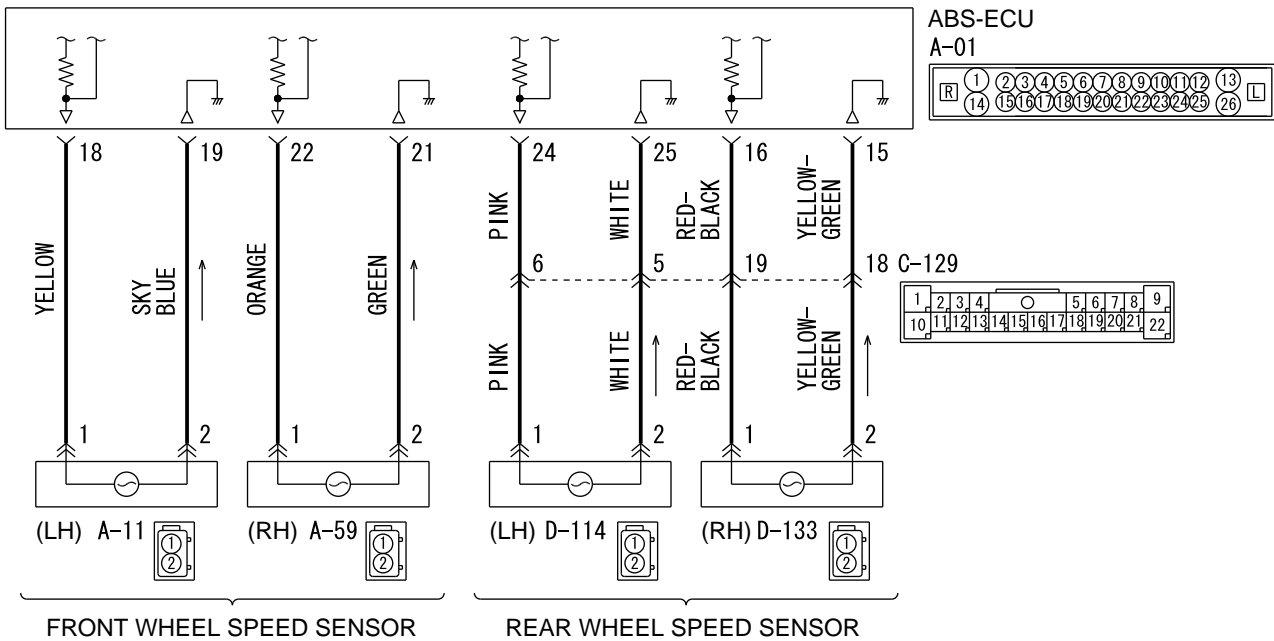 ABS-ECU
A-01
R 1 2 3 4 5 6 7 8 9 10 11 12 13 L
14 15 16 17 18 19 20 21 22 23 24 25 26
18 19 22 21 24 25 16 15
YELLOW
SKY BLUE
ORANGE
GREEN
PINK
WHITE
RED-BLACK
YELLOW-GREEN
6 5 19 18 C-129
1 2 3 4 5 6 7 8 9
10 11 12 13 14 15 16 17 18 19 20 21 22
PINK
WHITE
RED-BLACK
YELLOW-GREEN
1 2 1 2 1 2 1 2
(LH) A-11 1 2 (RH) A-59 1 2 (LH) D-114 1 2 (RH) D-133 1 2
FRONT WHEEL SPEED SENSOR REAR WHEEL SPEED SENSOR